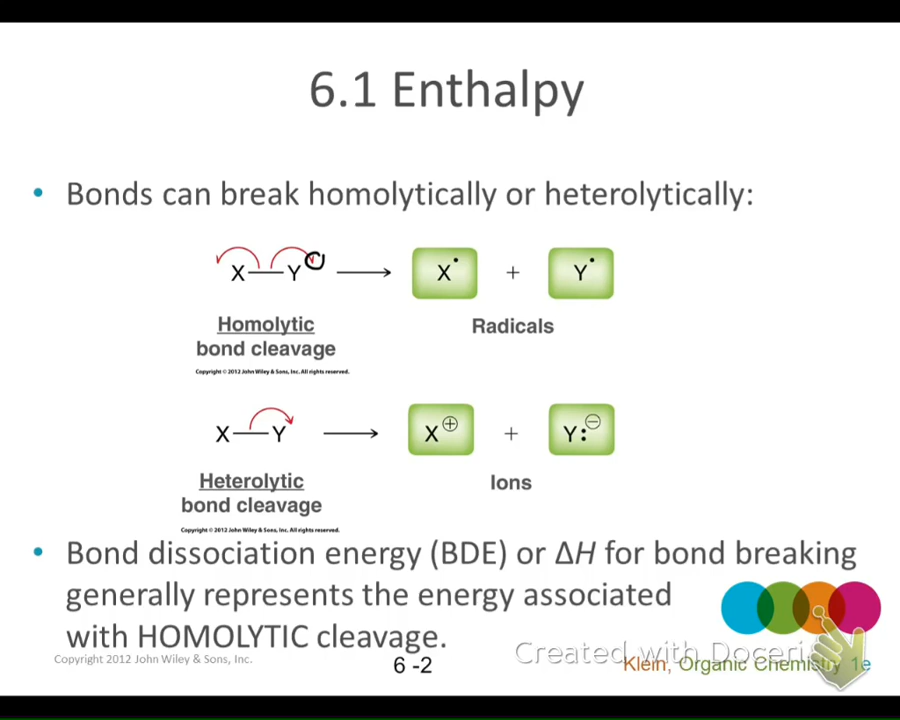 6.1 Enthalpy
• Bonds can break homolytically or heterolytically:
X—Y ⟶ X• + Y•
Homolytic Radicals
bond cleavage
Copyright © 2012 John Wiley & Sons, Inc. All rights reserved.
X—Y ⟶ X⊕ + Y:⊖
Heterolytic Ions
bond cleavage
Copyright © 2012 John Wiley & Sons, Inc. All rights reserved.
• Bond dissociation energy (BDE) or ΔH for bond breaking
generally represents the energy associated
with HOMOLYTIC cleavage.
Copyright 2012 John Wiley & Sons, Inc.
6 -2
Created with Doceri
Klein, Organic Chemistry 1e